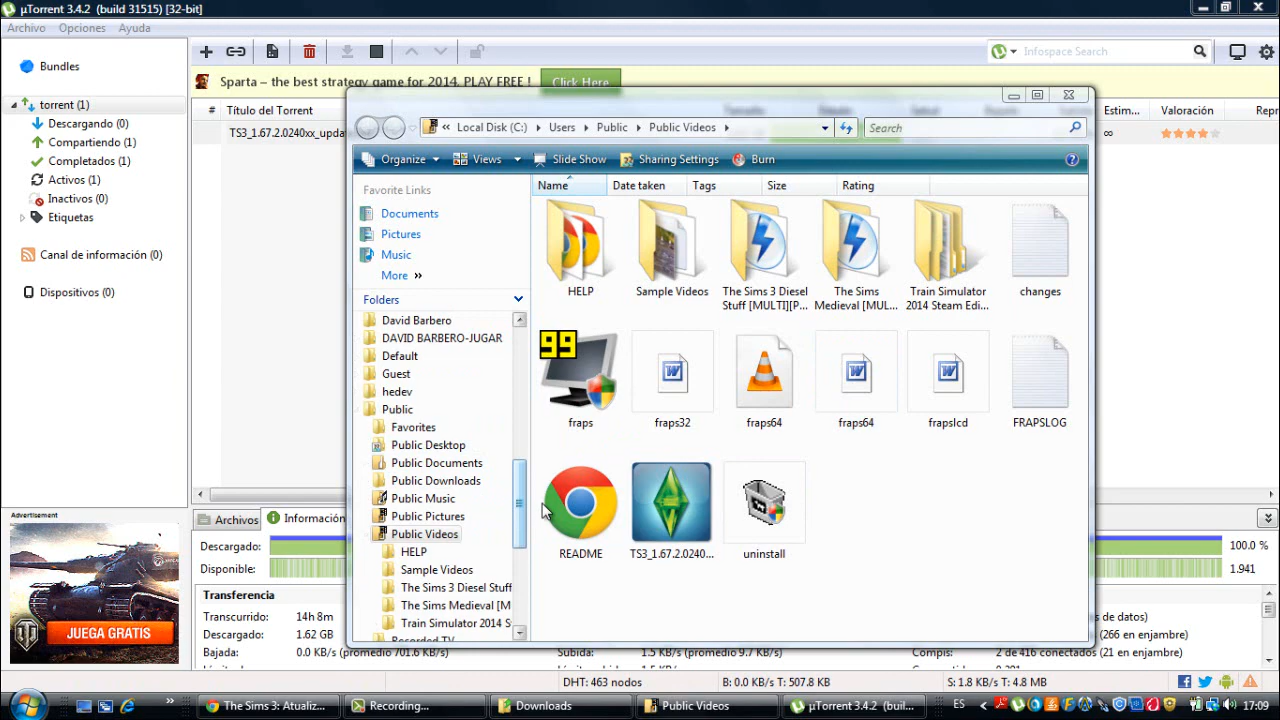 µTorrent 3.4.2 (build 31515) [32-bit]
Archivo Opciones Ayuda
Infospace Search
Bundles
Sparta – the best strategy game for 2014. PLAY FREE !
Click Here
torrent (1)
Descargando (0)
Compartiendo (1)
Completados (1)
Activos (1)
Inactivos (0)
Etiquetas
Canal de información (0)
Dispositivos (0)
# Título del Torrent
Estim... Valoración Repr
TS3_1.67.2.0240xx_upda
∞
Local Disk (C:) Users Public Public Videos
Search
Organize Views Slide Show Sharing Settings Burn
Favorite Links
Documents
Pictures
Music
More »
Folders
David Barbero
DAVID BARBERO-JUGAR
Default
Guest
hedev
Public
Favorites
Public Desktop
Public Documents
Public Downloads
Public Music
Public Pictures
Public Videos
HELP
Sample Videos
The Sims 3 Diesel Stuff
The Sims Medieval [M
Train Simulator 2014 S
Recorded TV
Name Date taken Tags Size Rating
HELP
Sample Videos
The Sims 3 Diesel
Stuff [MULTI][P...
The Sims
Medieval [MUL...
Train Simulator
2014 Steam Edi...
changes
99
fraps
fraps32
fraps64
fraps64
frapslcd
FRAPSLOG
README
TS3_1.67.2.0240...
uninstall
Advertisement
JUEGA GRATIS
Archivos Información
Descargado: 100.0 %
Disponible: 1.941
Transferencia
Transcurrido: 14h 8m
Descargado: 1.62 GB
Bajada: 0.0 KB/s (promedio 701.6 KB/s)
Subida: 1.5 KB/s (promedio 9.7 KB/s)
s de datos)
(266 en enjambre)
Compis: 2 de 416 conectados (21 en enjambre)
DHT: 463 nodos B: 0.0 KB/s T: 507.8 KB S: 1.8 KB/s T: 4.8 MB
The Sims 3: Atualiz... Recording... Downloads Public Videos µTorrent 3.4.2 (bu...
ES
17:09